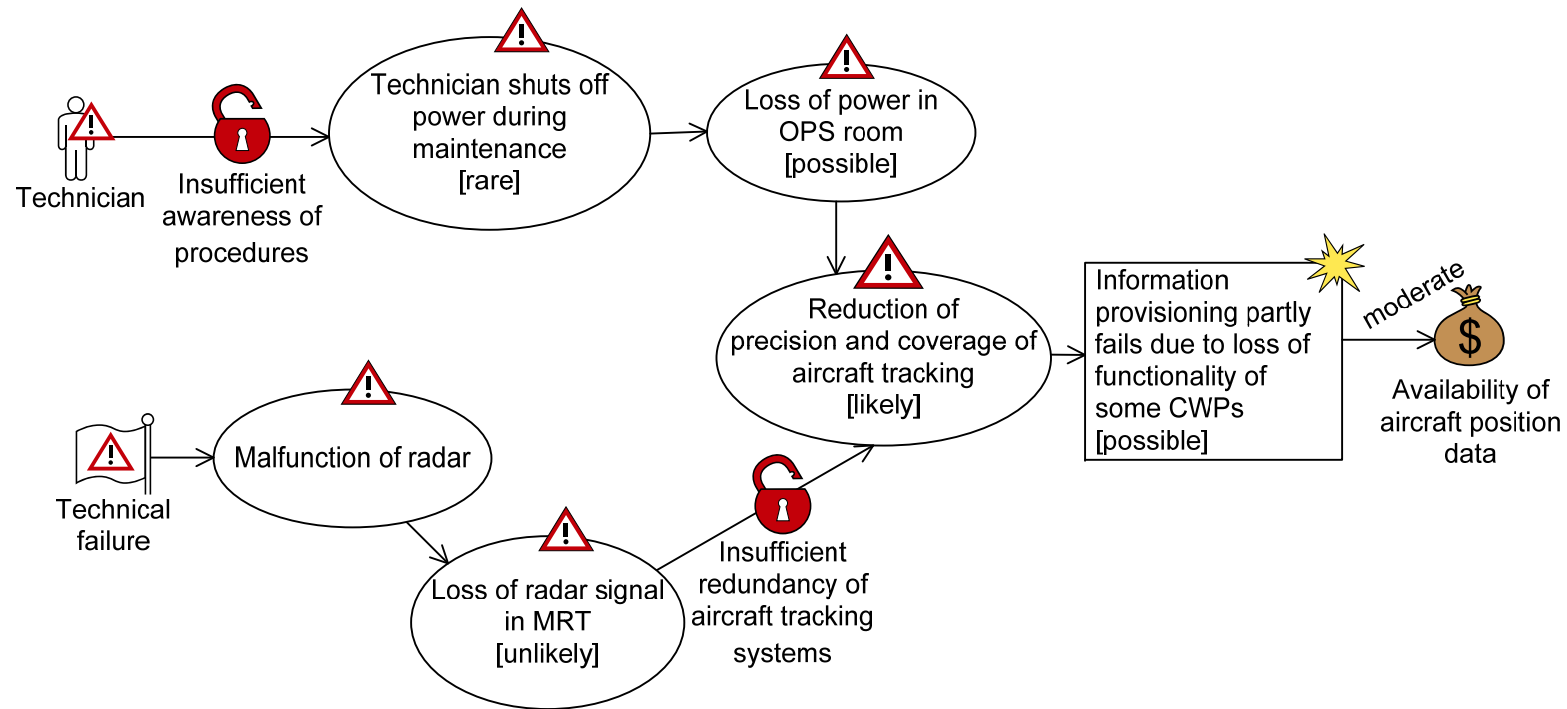 Technician
Insufficient
awareness of
procedures
Technician shuts off
power during
maintenance
[rare]
Loss of power in
OPS room
[possible]
Technical
failure
Malfunction of radar
Loss of radar signal
in MRT
[unlikely]
Insufficient
redundancy of
aircraft tracking
systems
Reduction of
precision and coverage of
aircraft tracking
[likely]
Information
provisioning partly
fails due to loss of
functionality of
some CWPs
[possible]
moderate
$
Availability of
aircraft position
data